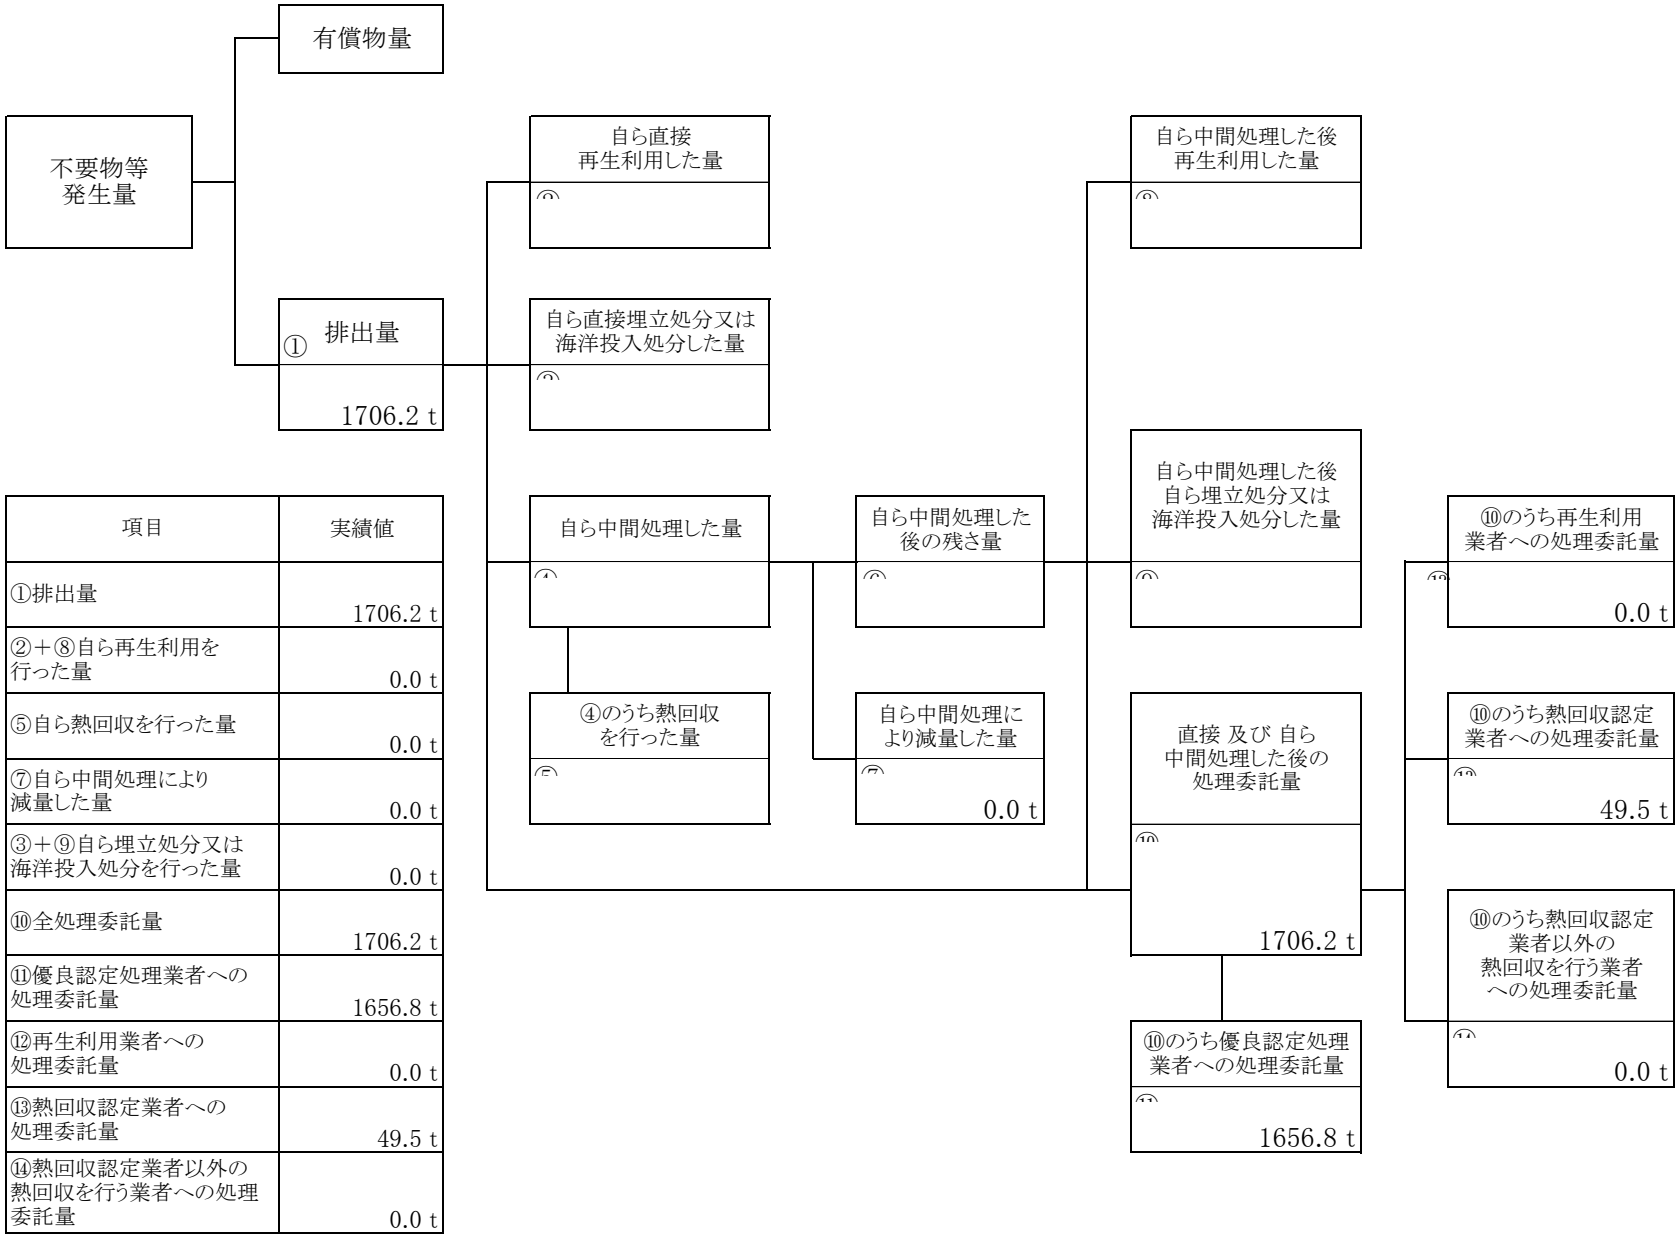 有償物量
不要物等
発生量
自ら直接
再生利用した量
自ら中間処理した後
再生利用した量
①
排出量
1706.2 t
自ら直接埋立処分又は
海洋投入処分した量
自ら中間処理した量
自ら中間処理した
後の残さ量
自ら中間処理した後
自ら埋立処分又は
海洋投入処分した量
⑩のうち再生利用
業者への処理委託量
0.0 t
④のうち熱回収
を行った量
自ら中間処理に
より減量した量
0.0 t
直接 及び 自ら
中間処理した後の
処理委託量
1706.2 t
⑩のうち熱回収認定
業者への処理委託量
49.5 t
⑩のうち熱回収認定
業者以外の
熱回収を行う業者
への処理委託量
0.0 t
⑩のうち優良認定処理
業者への処理委託量
1656.8 t
項目
実績値
①排出量
1706.2 t
②＋⑧自ら再生利用を
行った量
0.0 t
⑤自ら熱回収を行った量
0.0 t
⑦自ら中間処理により
減量した量
0.0 t
③＋⑨自ら埋立処分又は
海洋投入処分を行った量
0.0 t
⑩全処理委託量
1706.2 t
⑪優良認定処理業者への
処理委託量
1656.8 t
⑫再生利用業者への
処理委託量
0.0 t
⑬熱回収認定業者への
処理委託量
49.5 t
⑭熱回収認定業者以外の
熱回収を行う業者への処理
委託量
0.0 t